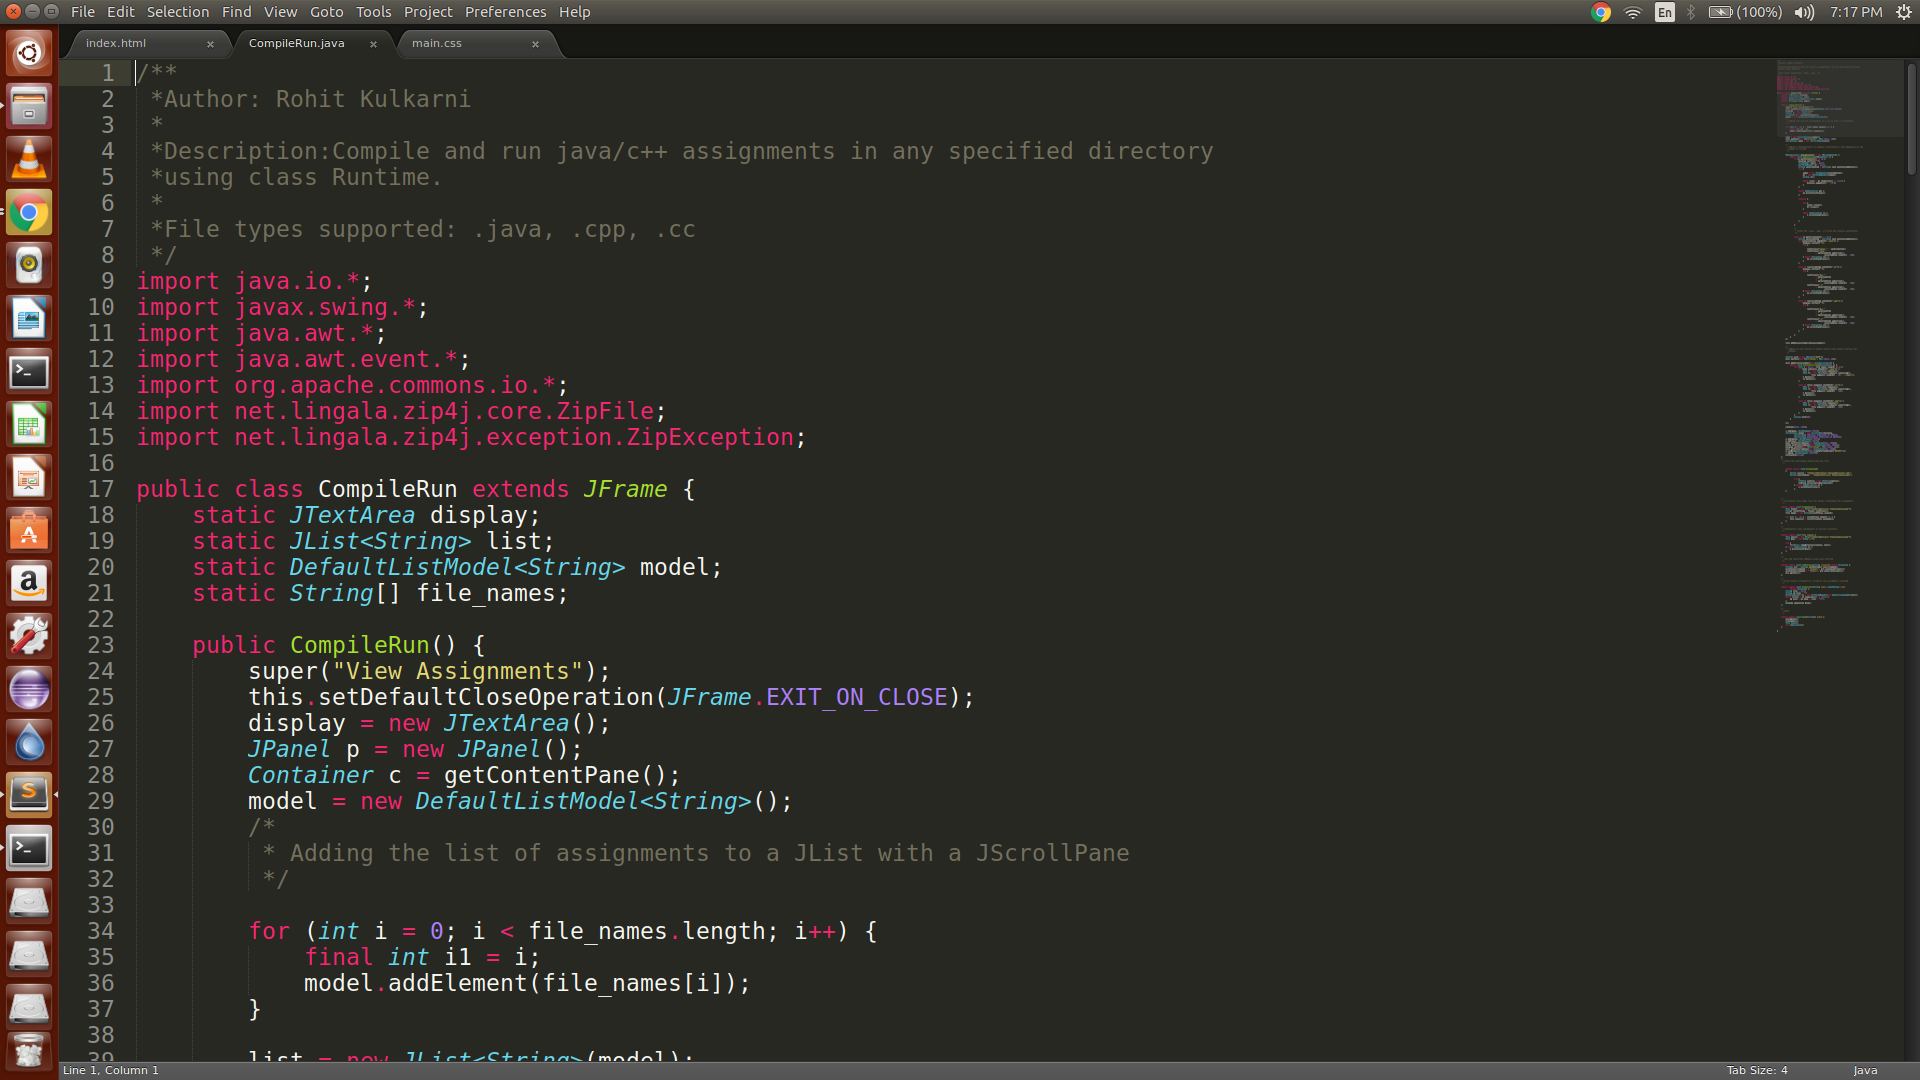 File Edit Selection Find View Goto Tools Project Preferences Help
En (100%) 7:17 PM
index.html × CompileRun.java × main.css ×
1 /**
2  *Author: Rohit Kulkarni
3  *
4  *Description:Compile and run java/c++ assignments in any specified directory
5  *using class Runtime.
6  *
7  *File types supported: .java, .cpp, .cc
8  */
9 import java.io.*;
10 import javax.swing.*;
11 import java.awt.*;
12 import java.awt.event.*;
13 import org.apache.commons.io.*;
14 import net.lingala.zip4j.core.ZipFile;
15 import net.lingala.zip4j.exception.ZipException;
16
17 public class CompileRun extends JFrame {
18     static JTextArea display;
19     static JList<String> list;
20     static DefaultListModel<String> model;
21     static String[] file_names;
22
23     public CompileRun() {
24         super("View Assignments");
25         this.setDefaultCloseOperation(JFrame.EXIT_ON_CLOSE);
26         display = new JTextArea();
27         JPanel p = new JPanel();
28         Container c = getContentPane();
29         model = new DefaultListModel<String>();
30         /*
31          * Adding the list of assignments to a JList with a JScrollPane
32          */
33
34         for (int i = 0; i < file_names.length; i++) {
35             final int i1 = i;
36             model.addElement(file_names[i]);
37         }
38
39         list = new JList<String>(model);
Line 1, Column 1 Tab Size: 4 Java